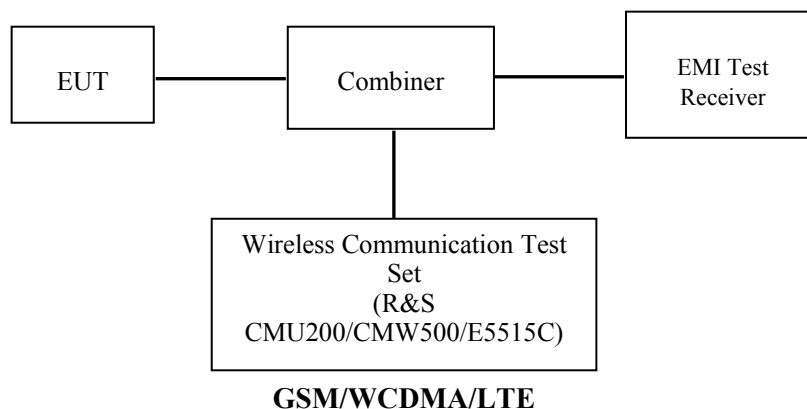 EUT
Combiner
EMI Test
Receiver
Wireless Communication Test
Set
(R&S
CMU200/CMW500/E5515C)
GSM/WCDMA/LTE